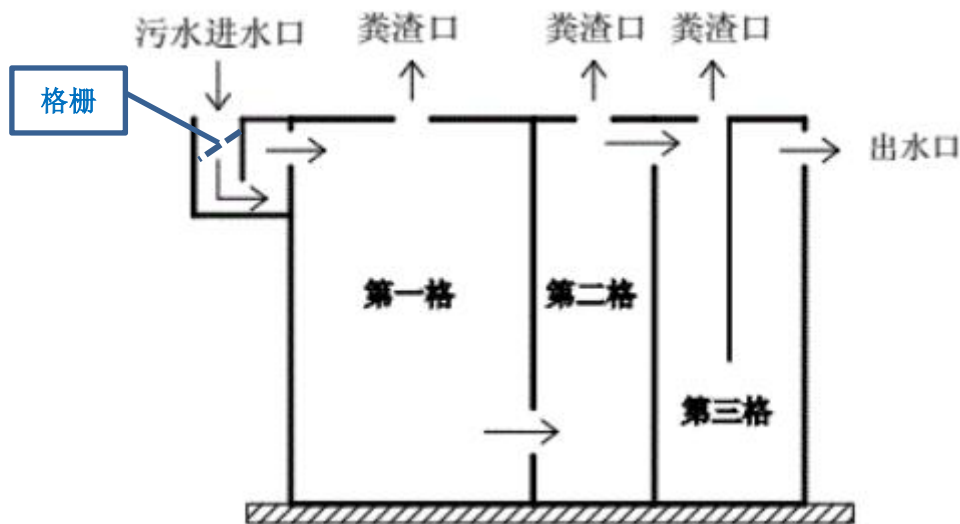 污水进水口
粪渣口
粪渣口
粪渣口
格栅
出水口
第一格
第二格
第三格